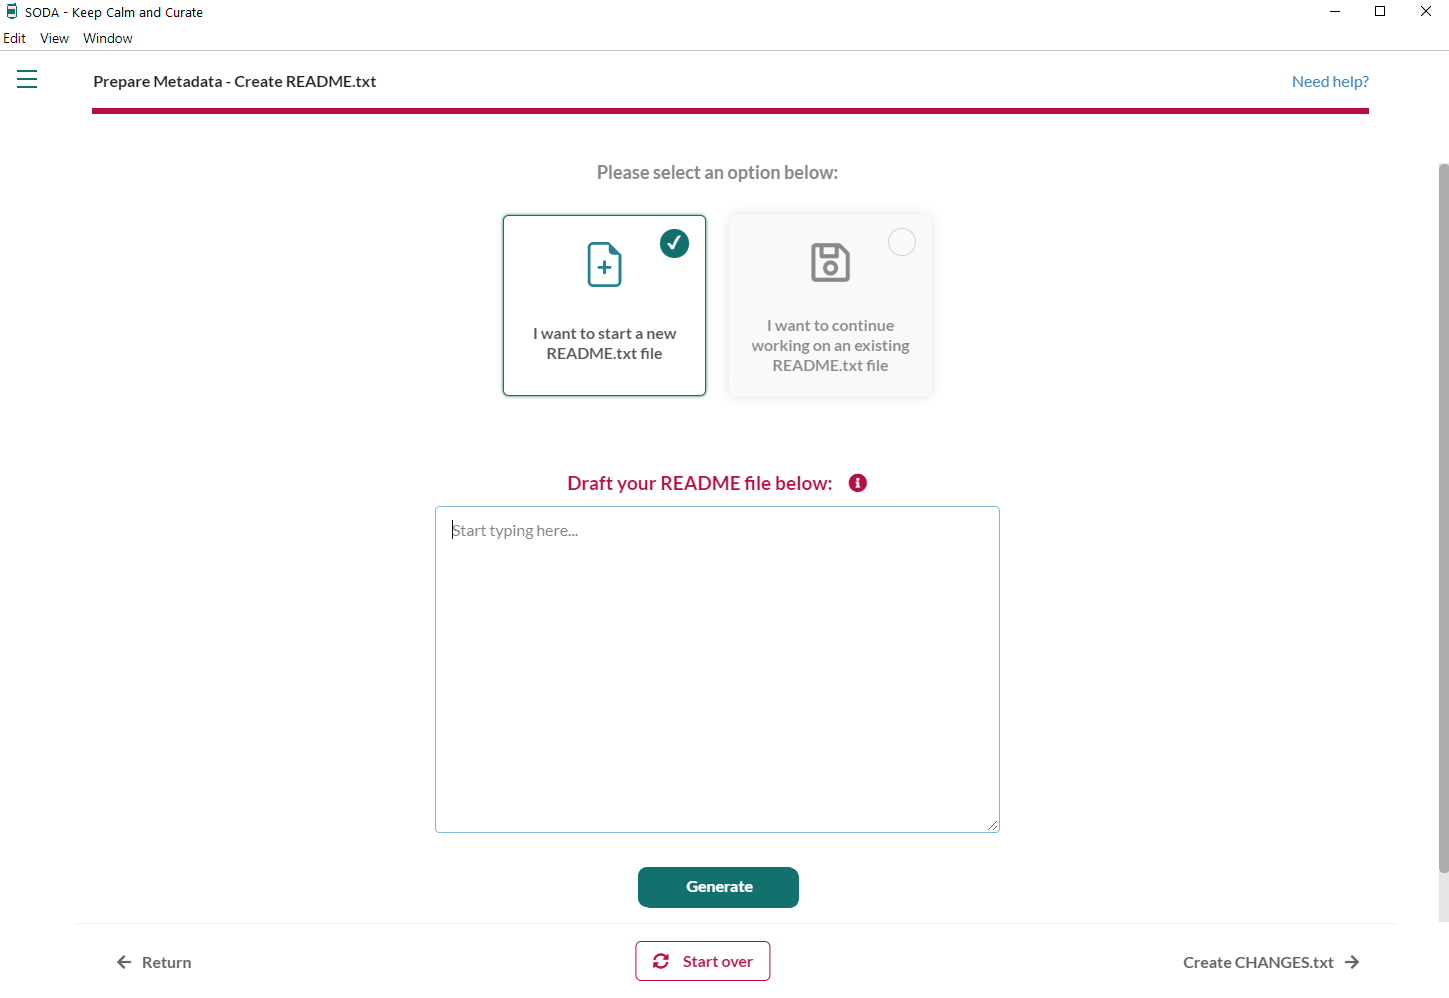 SODA - Keep Calm and Curate
Edit View Window
Prepare Metadata - Create README.txt
Need help?
Please select an option below:
I want to start a new
README.txt file
I want to continue
working on an existing
README.txt file
Draft your README file below:
Start typing here...
Generate
Return
Start over
Create CHANGES.txt